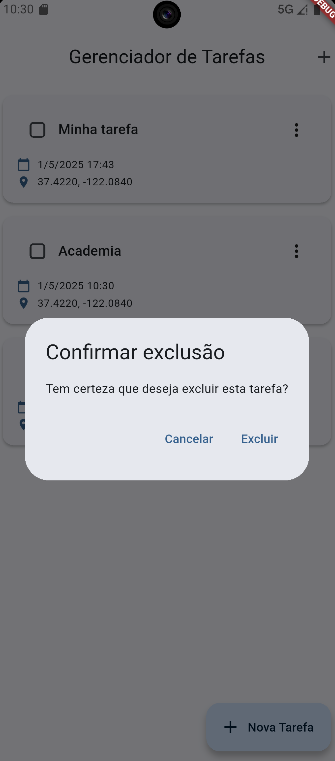 10:30
5G
DEBUG
Gerenciador de Tarefas
Minha tarefa
1/5/2025 17:43
37.4220, -122.0840
Academia
1/5/2025 10:30
37.4220, -122.0840
Confirmar exclusão
Tem certeza que deseja excluir esta tarefa?
Cancelar
Excluir
Nova Tarefa